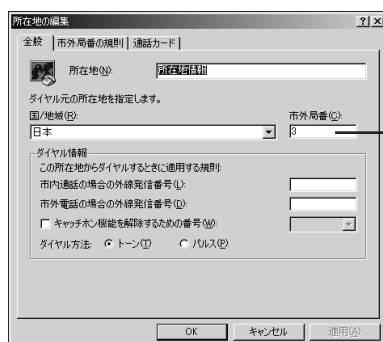 所在地の編集
全般 市外局番の規則 通話カード
所在地(N): 所在地情報
ダイヤル元の所在地を指定します。
国/地域(R): 市外局番(C):
日本 3
ダイヤル情報
この所在地からダイヤルするときに適用する規則:
市内通話の場合の外線発信番号(L):
市外電話の場合の外線発信番号(D):
キャッチホン機能を解除するための番号(W):
ダイヤル方法: トーン(T) パルス(P)
OK キャンセル 適用(A)